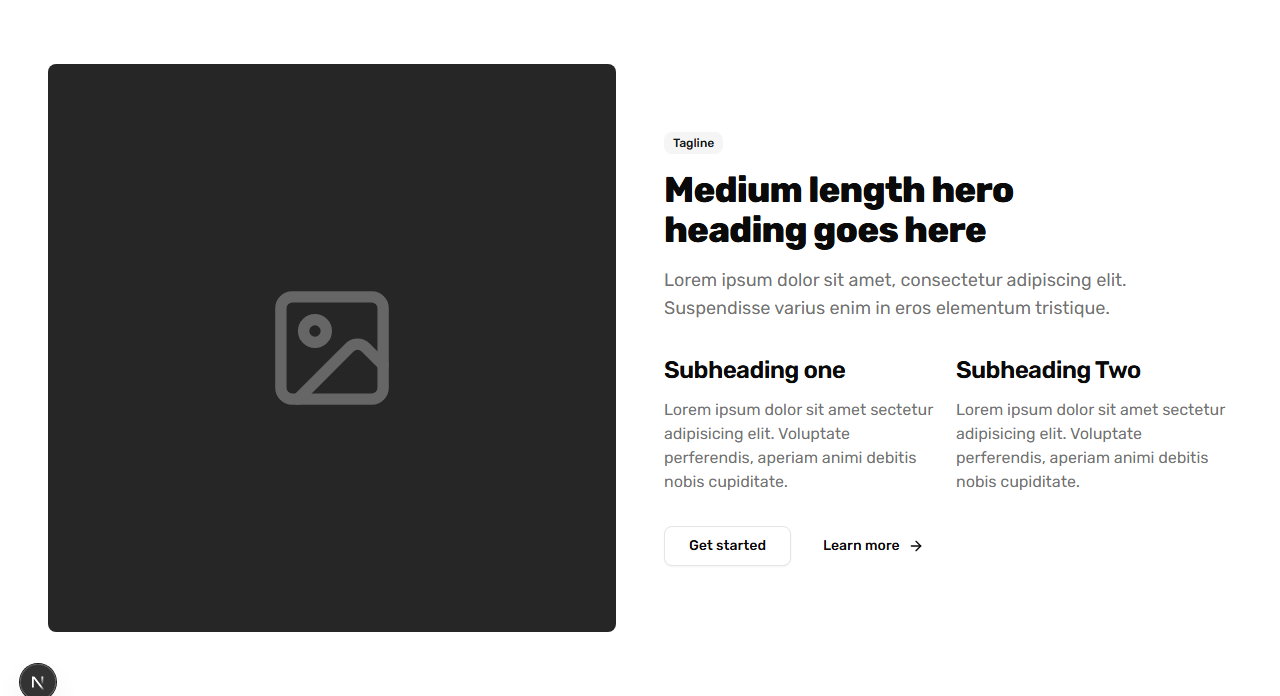 Tagline
Medium length hero
heading goes here
Lorem ipsum dolor sit amet, consectetur adipiscing elit.
Suspendisse varius enim in eros elementum tristique.
Subheading one
Lorem ipsum dolor sit amet sectetur
adipisicing elit. Voluptate
perferendis, aperiam animi debitis
nobis cupiditate.
Subheading Two
Lorem ipsum dolor sit amet sectetur
adipisicing elit. Voluptate
perferendis, aperiam animi debitis
nobis cupiditate.
Get started
Learn more →
N